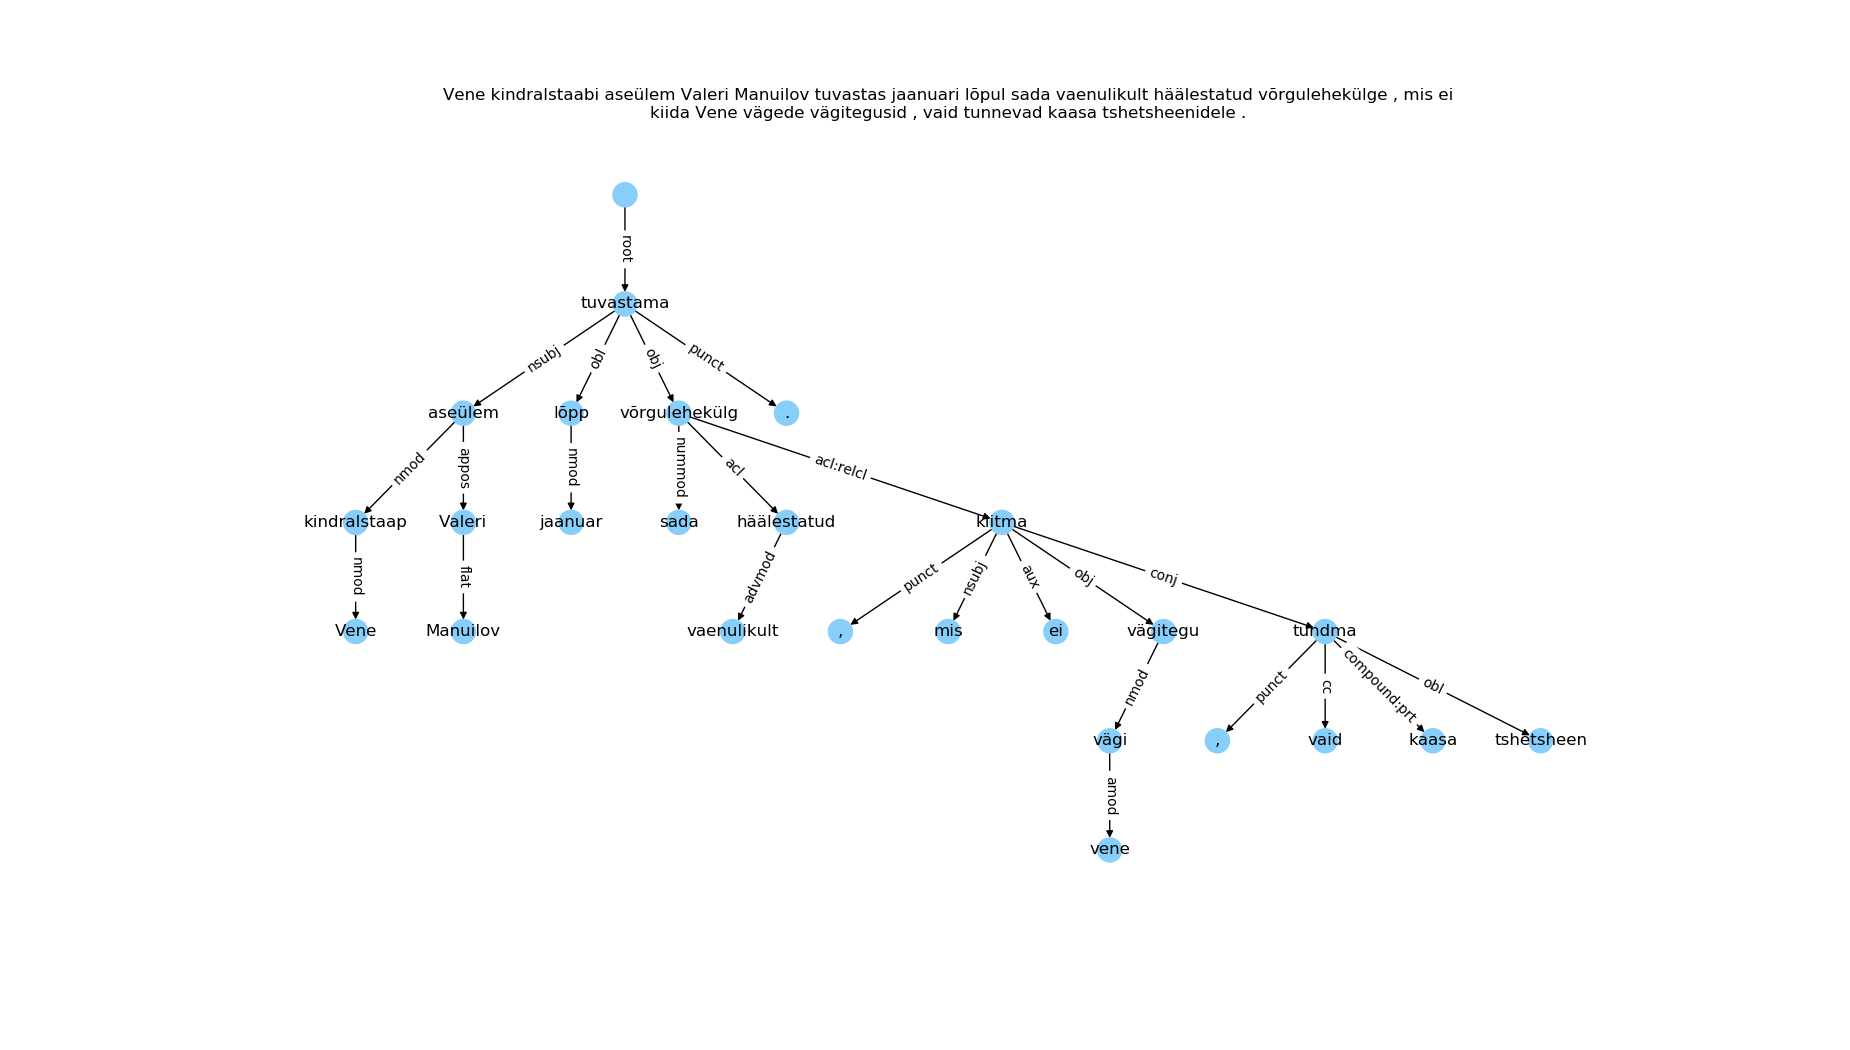 Vene kindralstaabi aseülem Valeri Manuilov tuvastas jaanuari lõpul sada vaenulikult häälestatud võrgulehekülge , mis ei
kiida Vene vägede vägitegusid , vaid tunnevad kaasa tshetsheenidele .
root
tuvastama
nsubj obl obj punct
aseülem lõpp võrgulehekülg .
nmod appos nmod nummod acl acl:relcl
kindralstaap Valeri jaanuar sada häälestatud kiitma
nmod flat advmod punct nsubj aux obj conj
Vene Manuilov vaenulikult , mis ei vägitegu tundma
nmod punct cc compound:prt obl
vägi , vaid kaasa tshetsheen
amod
vene